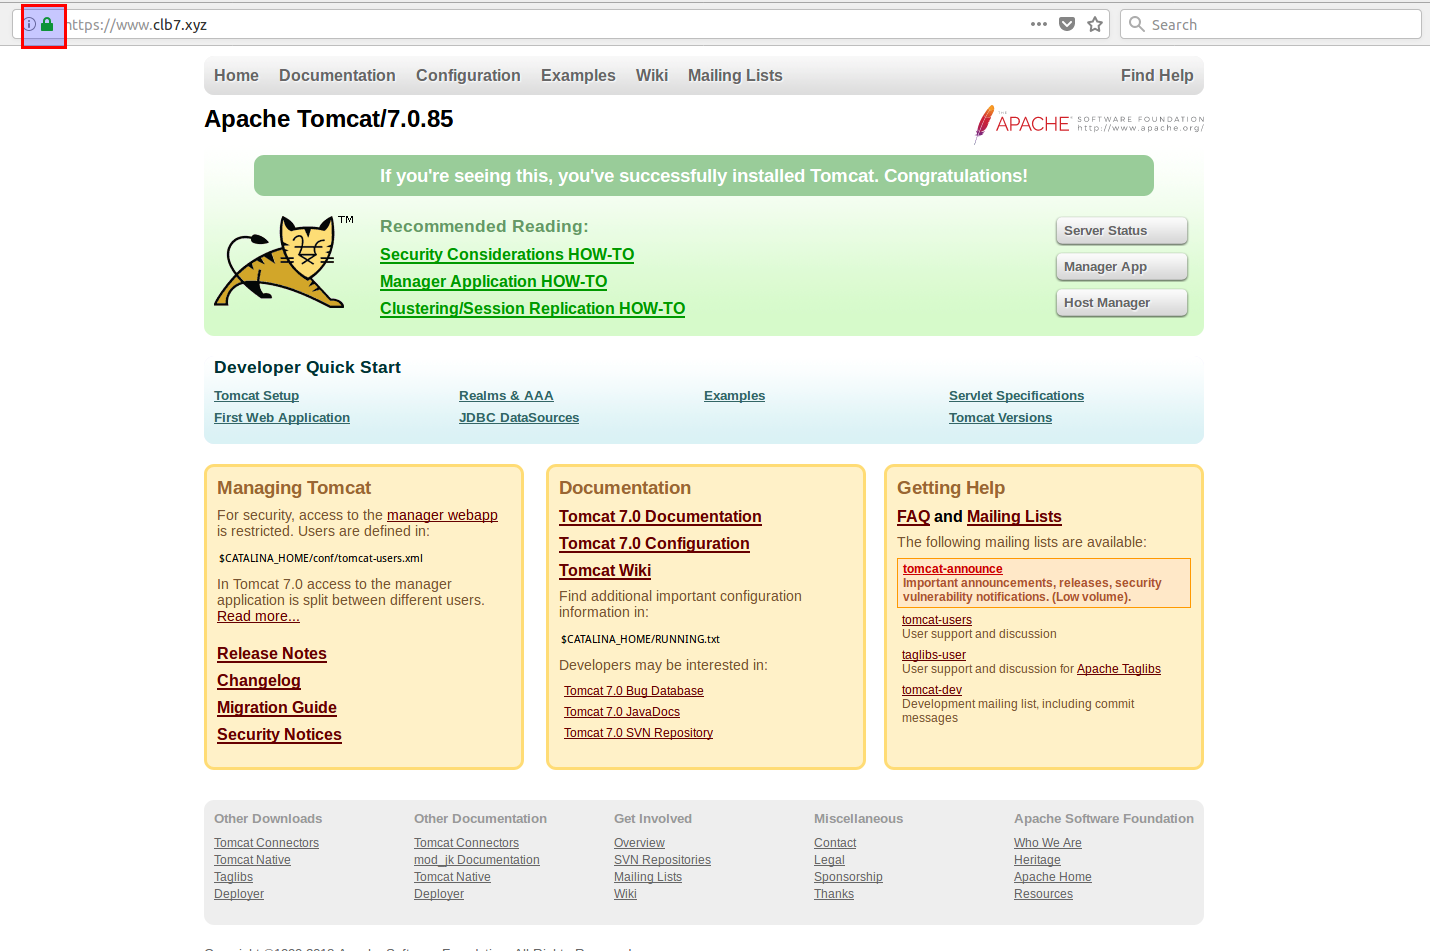 https://www.clb7.xyz
Search
Home Documentation Configuration Examples Wiki Mailing Lists Find Help
Apache Tomcat/7.0.85
THE APACHE® SOFTWARE FOUNDATION
http://www.apache.org/
If you're seeing this, you've successfully installed Tomcat. Congratulations!
TM
Recommended Reading:
Security Considerations HOW-TO
Manager Application HOW-TO
Clustering/Session Replication HOW-TO
Server Status
Manager App
Host Manager
Developer Quick Start
Tomcat Setup
First Web Application
Realms & AAA
JDBC DataSources
Examples
Servlet Specifications
Tomcat Versions
Managing Tomcat
For security, access to the manager webapp
is restricted. Users are defined in:
$CATALINA_HOME/conf/tomcat-users.xml
In Tomcat 7.0 access to the manager
application is split between different users.
Read more...
Release Notes
Changelog
Migration Guide
Security Notices
Documentation
Tomcat 7.0 Documentation
Tomcat 7.0 Configuration
Tomcat Wiki
Find additional important configuration
information in:
$CATALINA_HOME/RUNNING.txt
Developers may be interested in:
Tomcat 7.0 Bug Database
Tomcat 7.0 JavaDocs
Tomcat 7.0 SVN Repository
Getting Help
FAQ and Mailing Lists
The following mailing lists are available:
tomcat-announce
Important announcements, releases, security
vulnerability notifications. (Low volume).
tomcat-users
User support and discussion
taglibs-user
User support and discussion for Apache Taglibs
tomcat-dev
Development mailing list, including commit
messages
Other Downloads
Tomcat Connectors
Tomcat Native
Taglibs
Deployer
Other Documentation
Tomcat Connectors
mod_jk Documentation
Tomcat Native
Deployer
Get Involved
Overview
SVN Repositories
Mailing Lists
Wiki
Miscellaneous
Contact
Legal
Sponsorship
Thanks
Apache Software Foundation
Who We Are
Heritage
Apache Home
Resources
Copyright ©1999-2018 Apache Software Foundation. All Rights Reserved